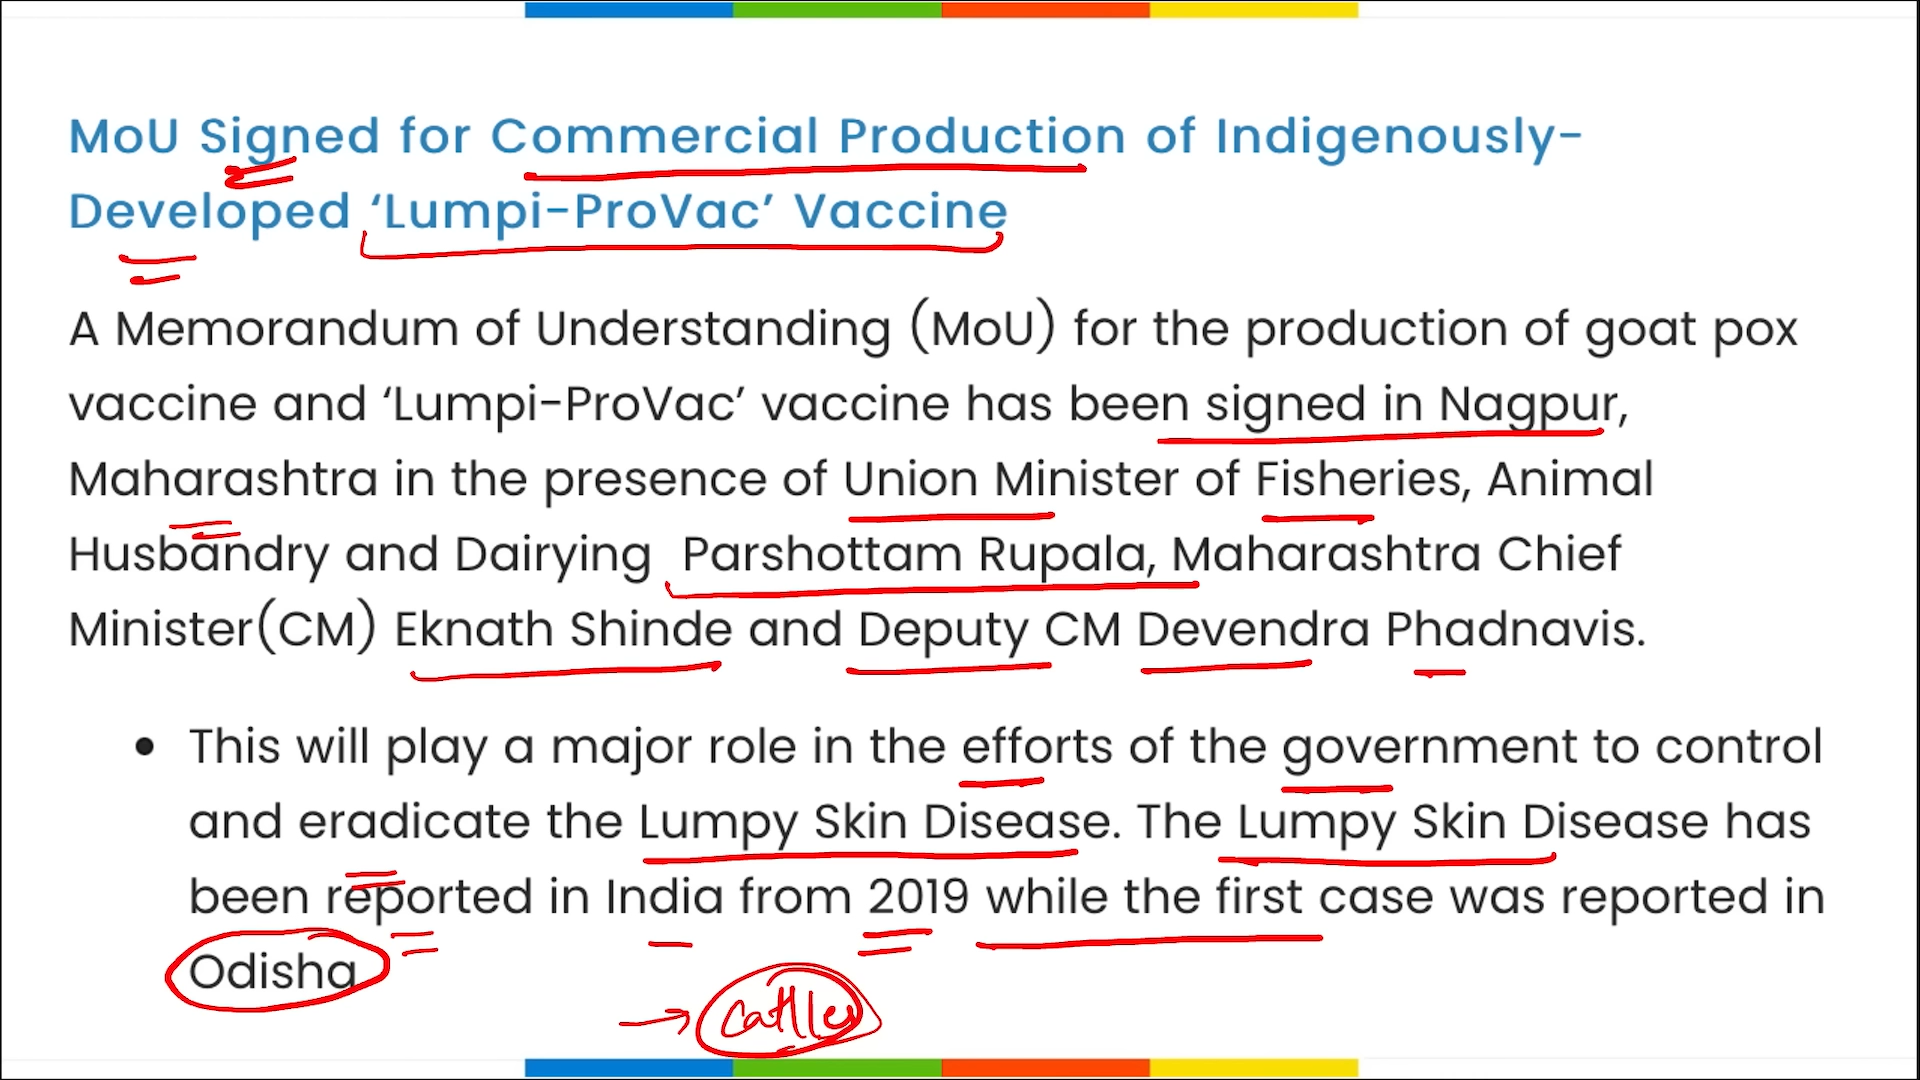 MoU Signed for Commercial Production of Indigenously-
Developed ‘Lumpi-ProVac’ Vaccine
A Memorandum of Understanding (MoU) for the production of goat pox
vaccine and ‘Lumpi-ProVac’ vaccine has been signed in Nagpur,
Maharashtra in the presence of Union Minister of Fisheries, Animal
Husbandry and Dairying Parshottam Rupala, Maharashtra Chief
Minister(CM) Eknath Shinde and Deputy CM Devendra Phadnavis.
• This will play a major role in the efforts of the government to control
and eradicate the Lumpy Skin Disease. The Lumpy Skin Disease has
been reported in India from 2019 while the first case was reported in
Odisha
→ cattles